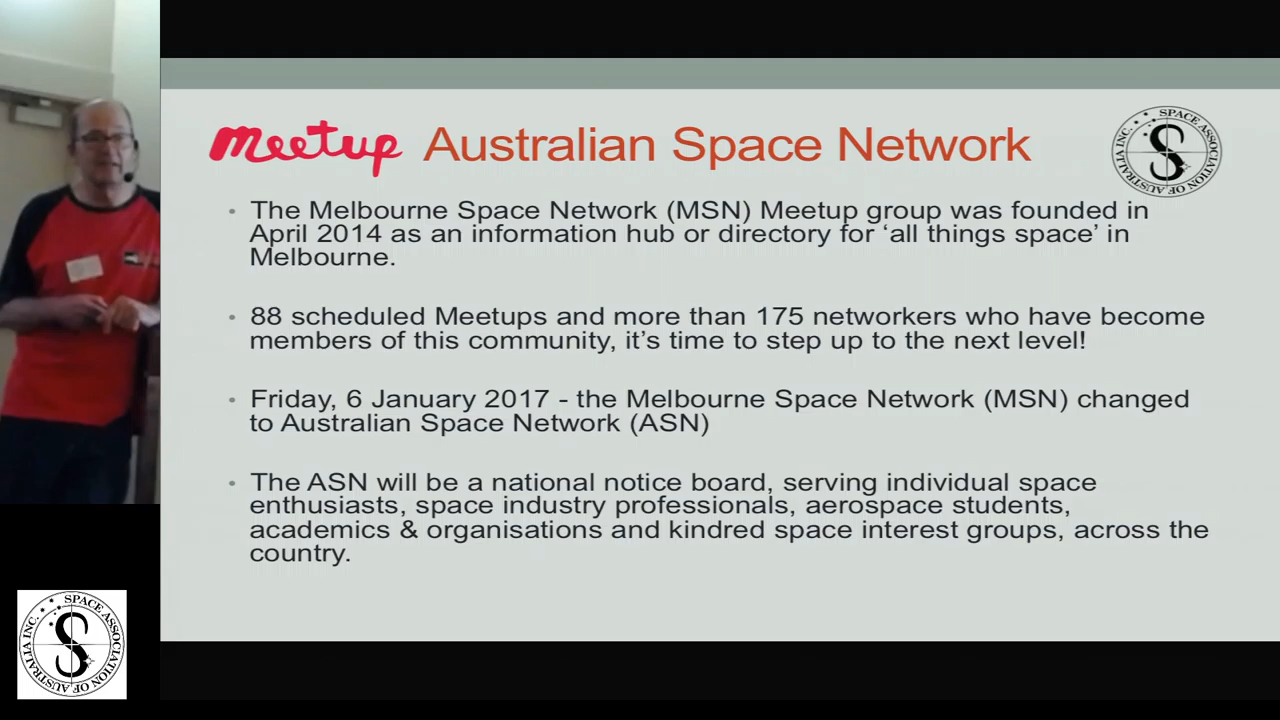 meetup Australian Space Network
SPACE ASSOCIATION OF AUSTRALIA INC.
S
• The Melbourne Space Network (MSN) Meetup group was founded in
April 2014 as an information hub or directory for ‘all things space’ in
Melbourne.
• 88 scheduled Meetups and more than 175 networkers who have become
members of this community, it’s time to step up to the next level!
• Friday, 6 January 2017 - the Melbourne Space Network (MSN) changed
to Australian Space Network (ASN)
• The ASN will be a national notice board, serving individual space
enthusiasts, space industry professionals, aerospace students,
academics & organisations and kindred space interest groups, across the
country.
SPACE ASSOCIATION OF AUSTRALIA INC.
S